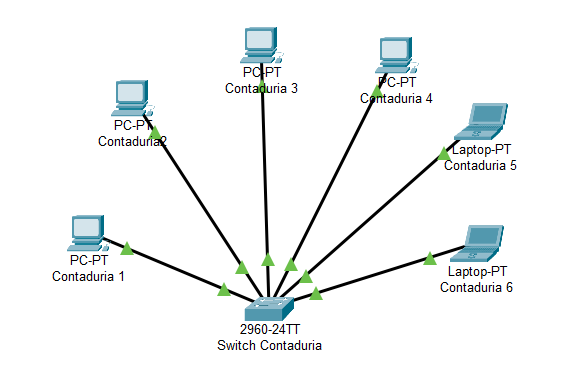 PC-PT
Contaduria 3
PC-PT
Contaduria 4
PC-PT
Contaduria2
Laptop-PT
Contaduria 5
PC-PT
Contaduria 1
Laptop-PT
Contaduria 6
2960-24TT
Switch Contaduria